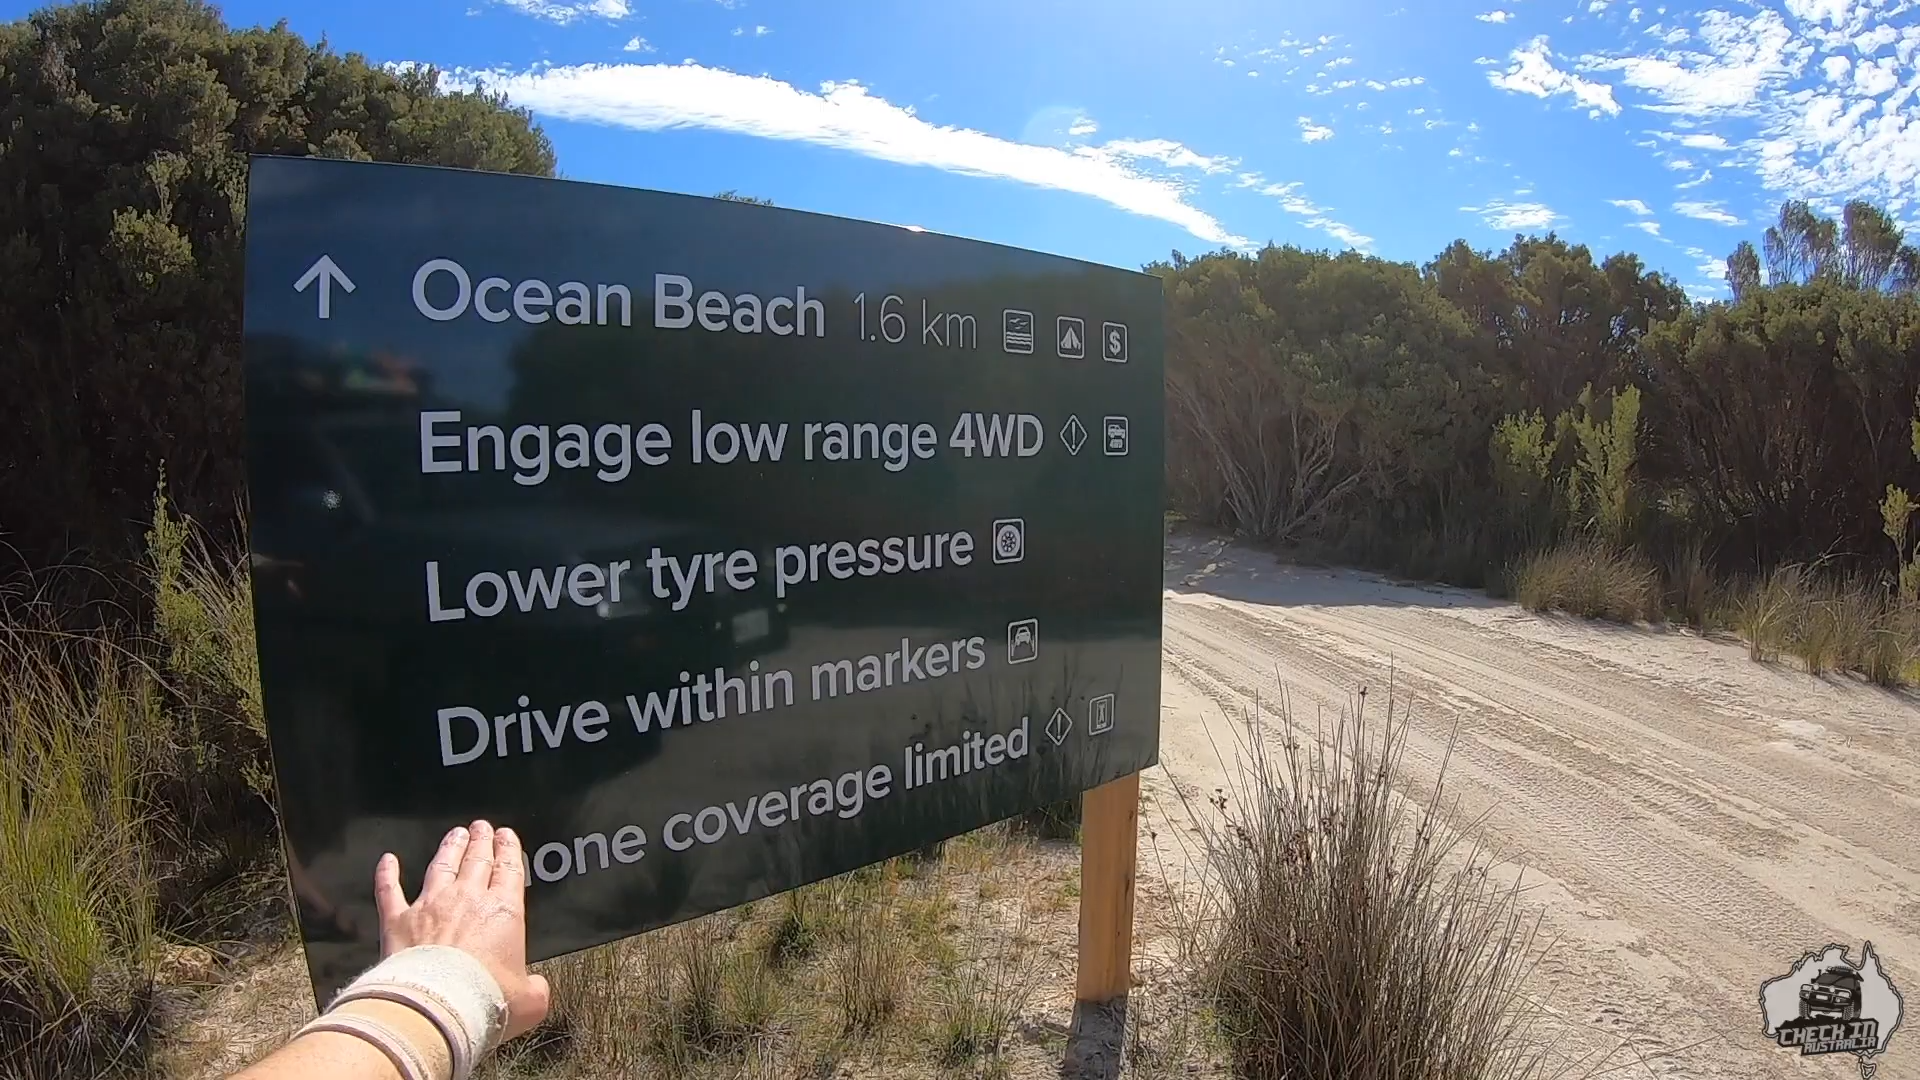 Ocean Beach 1.6 km $
Engage low range 4WD ! 4WD
Lower tyre pressure
Drive within markers
one coverage limited !
CHECK IN
AUSTRALIA